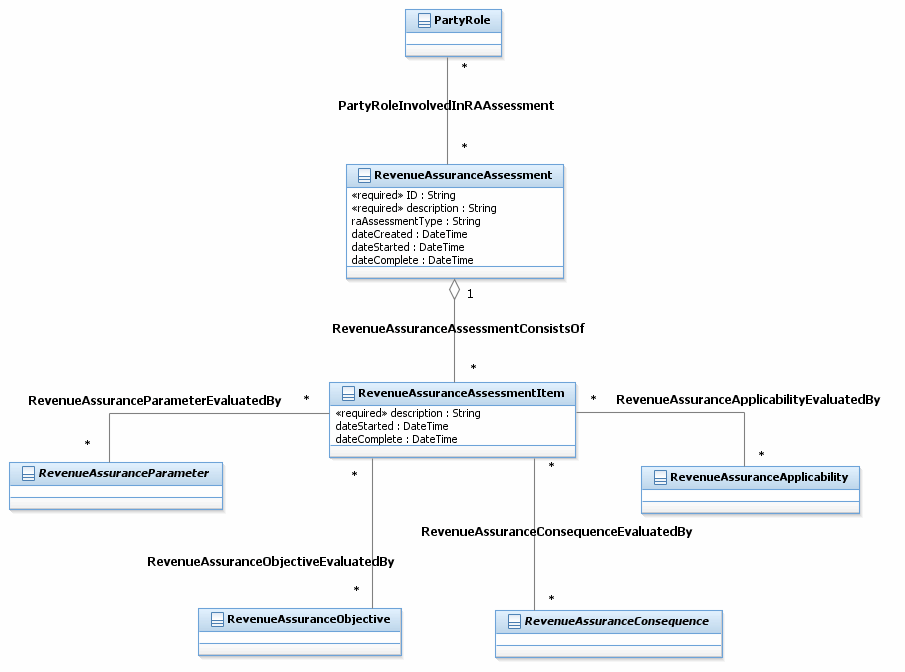 PartyRole
*
PartyRoleInvolvedInRAAssessment
*
RevenueAssuranceAssessment
«required» ID : String
«required» description : String
raAssessmentType : String
dateCreated : DateTime
dateStarted : DateTime
dateComplete : DateTime
1
RevenueAssuranceAssessmentConsistsOf
*
RevenueAssuranceAssessmentItem
«required» description : String
dateStarted : DateTime
dateComplete : DateTime
RevenueAssuranceParameterEvaluatedBy *
* RevenueAssuranceApplicabilityEvaluatedBy
*
*
RevenueAssuranceParameter
RevenueAssuranceApplicability
*
*
RevenueAssuranceConsequenceEvaluatedBy
RevenueAssuranceObjectiveEvaluatedBy
*
*
RevenueAssuranceObjective
RevenueAssuranceConsequence